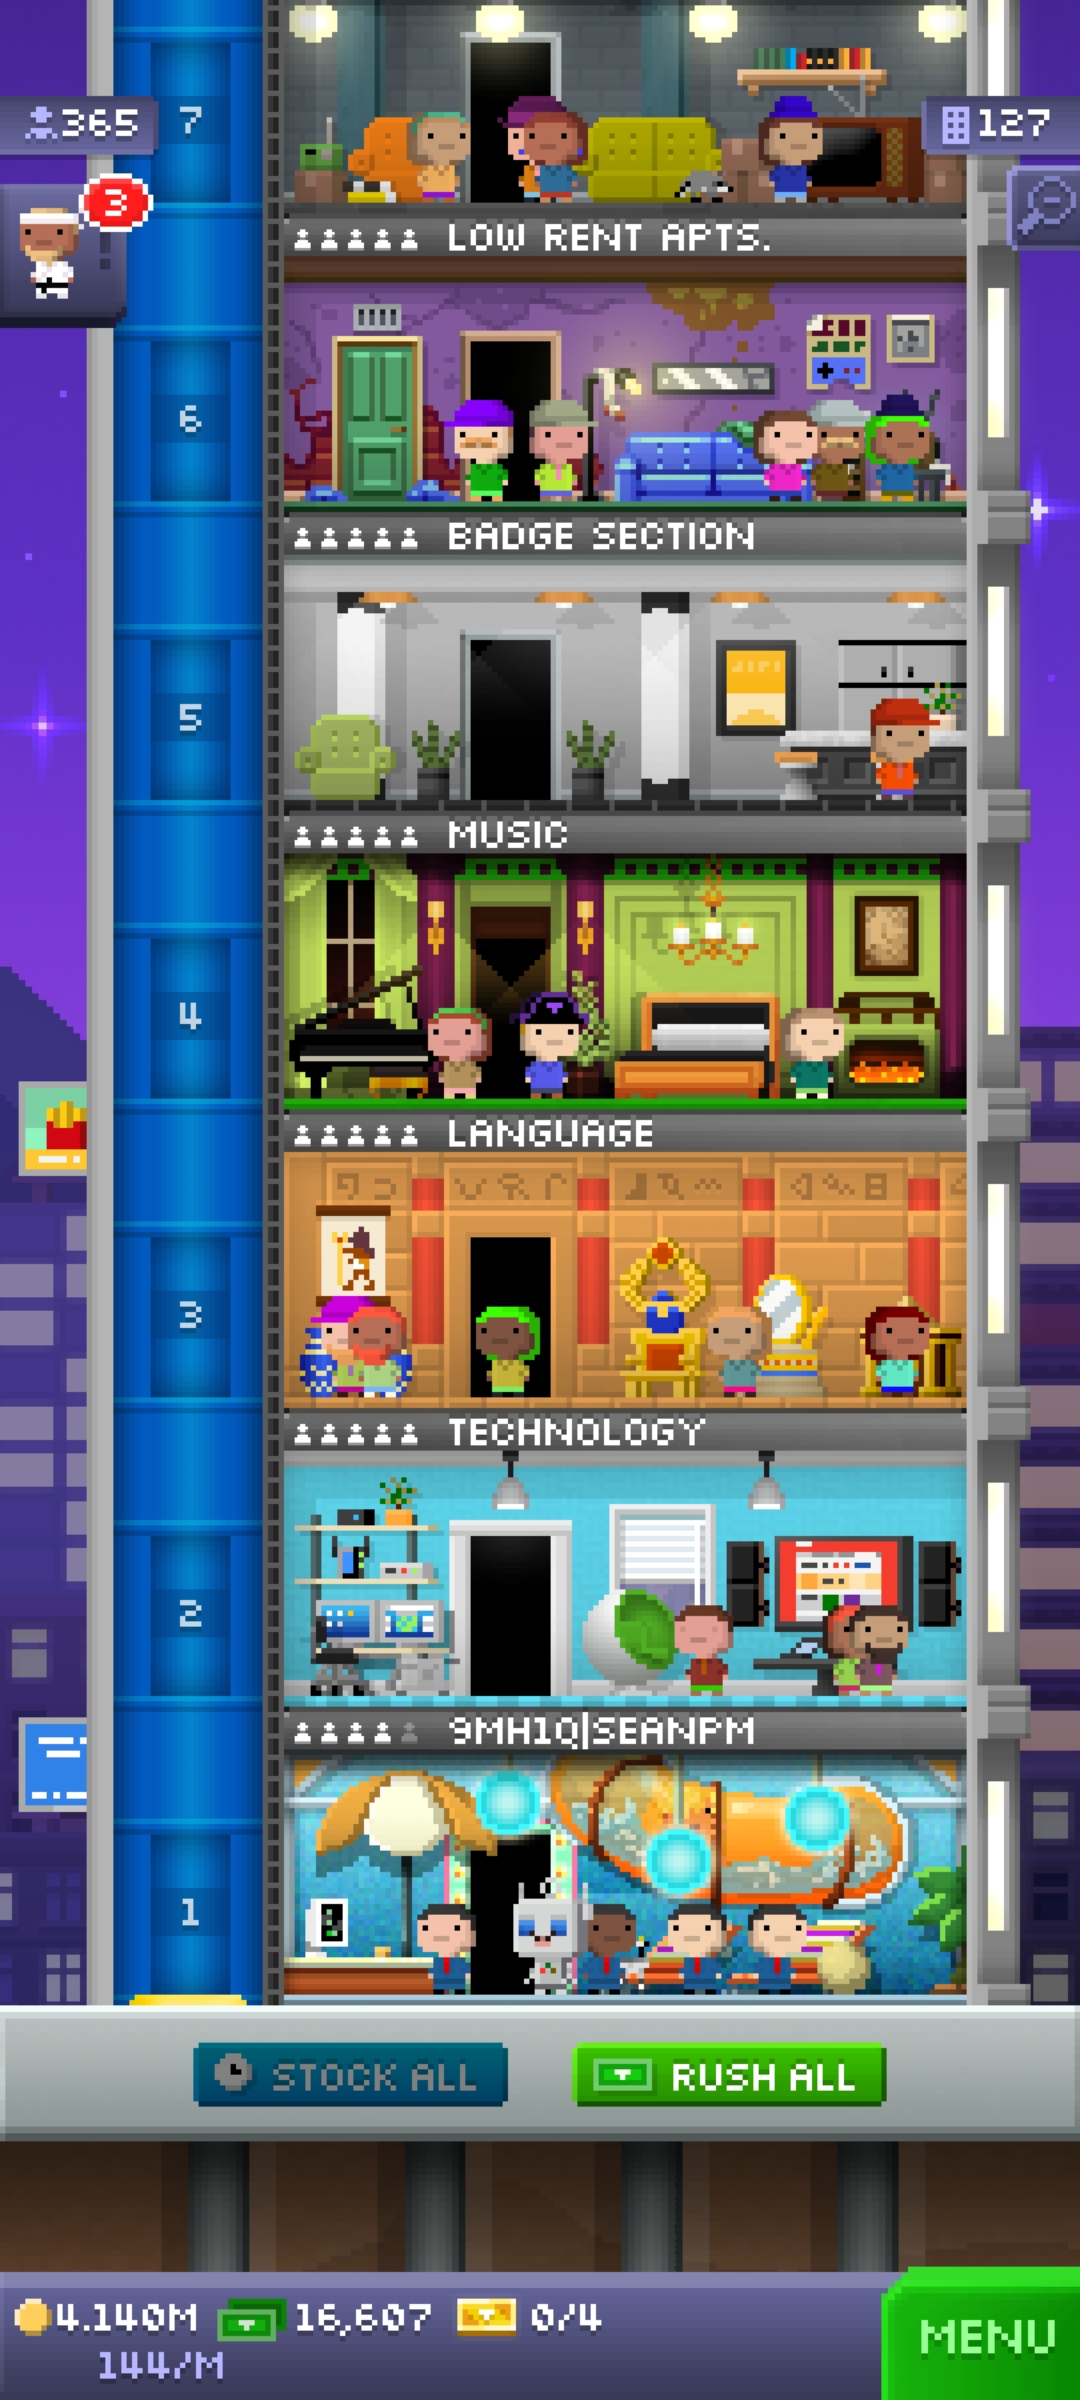 7
365
127
3
LOW RENT APTS.
6
BADGE SECTION
5
MUSIC
4
LANGUAGE
3
TECHNOLOGY
2
9MH1Q|SEANPM
1
STOCK ALL
RUSH ALL
4.140M
16,607
0/4
144/M
MENU